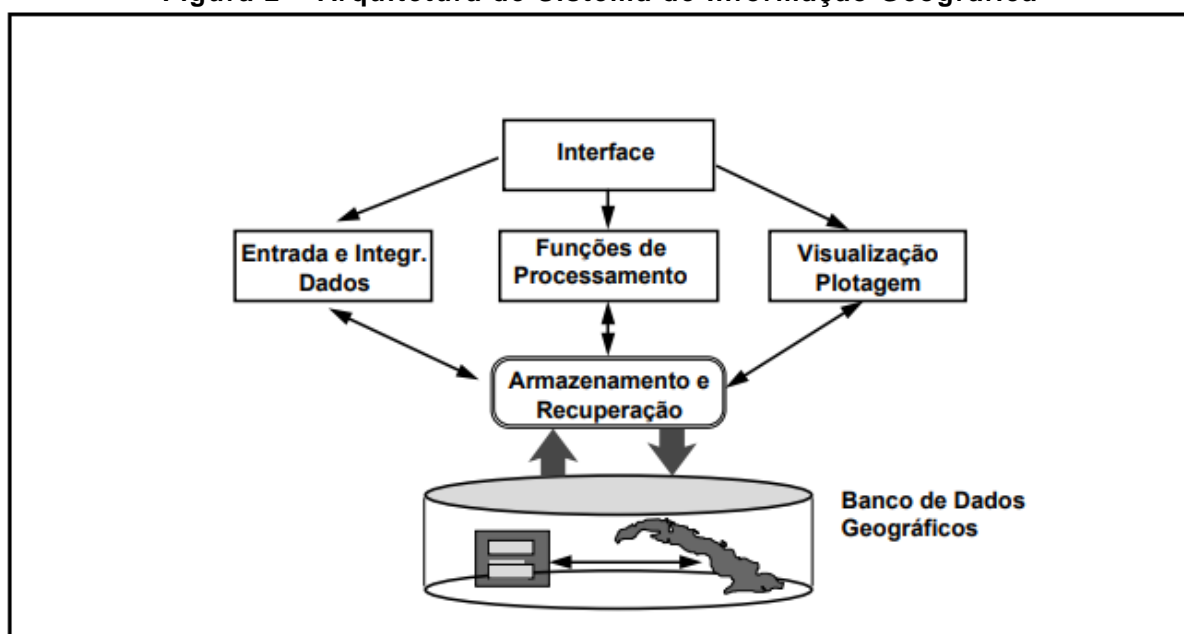 Interface
Entrada e Integr.
Dados
Funções de
Processamento
Visualização
Plotagem
Armazenamento e
Recuperação
Banco de Dados
Geográficos